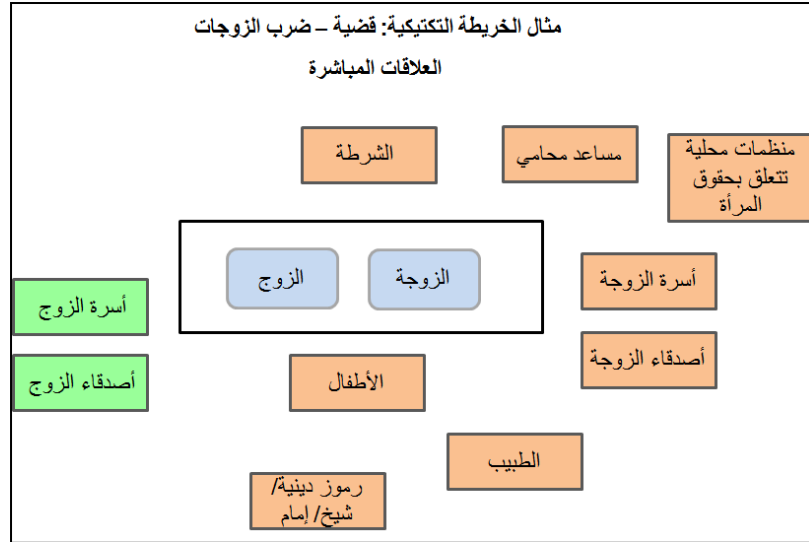 مثال الخريطة التكتيكية: قضية – ضرب الزوجات
العلاقات المباشرة
منظمات محلية
تتعلق بحقوق
المرأة
مساعد محامي
الشرطة
الزوجة
الزوج
أسرة الزوجة
أسرة الزوج
أصدقاء الزوجة
الأطفال
أصدقاء الزوج
الطبيب
رموز دينية/
شيخ/ إمام